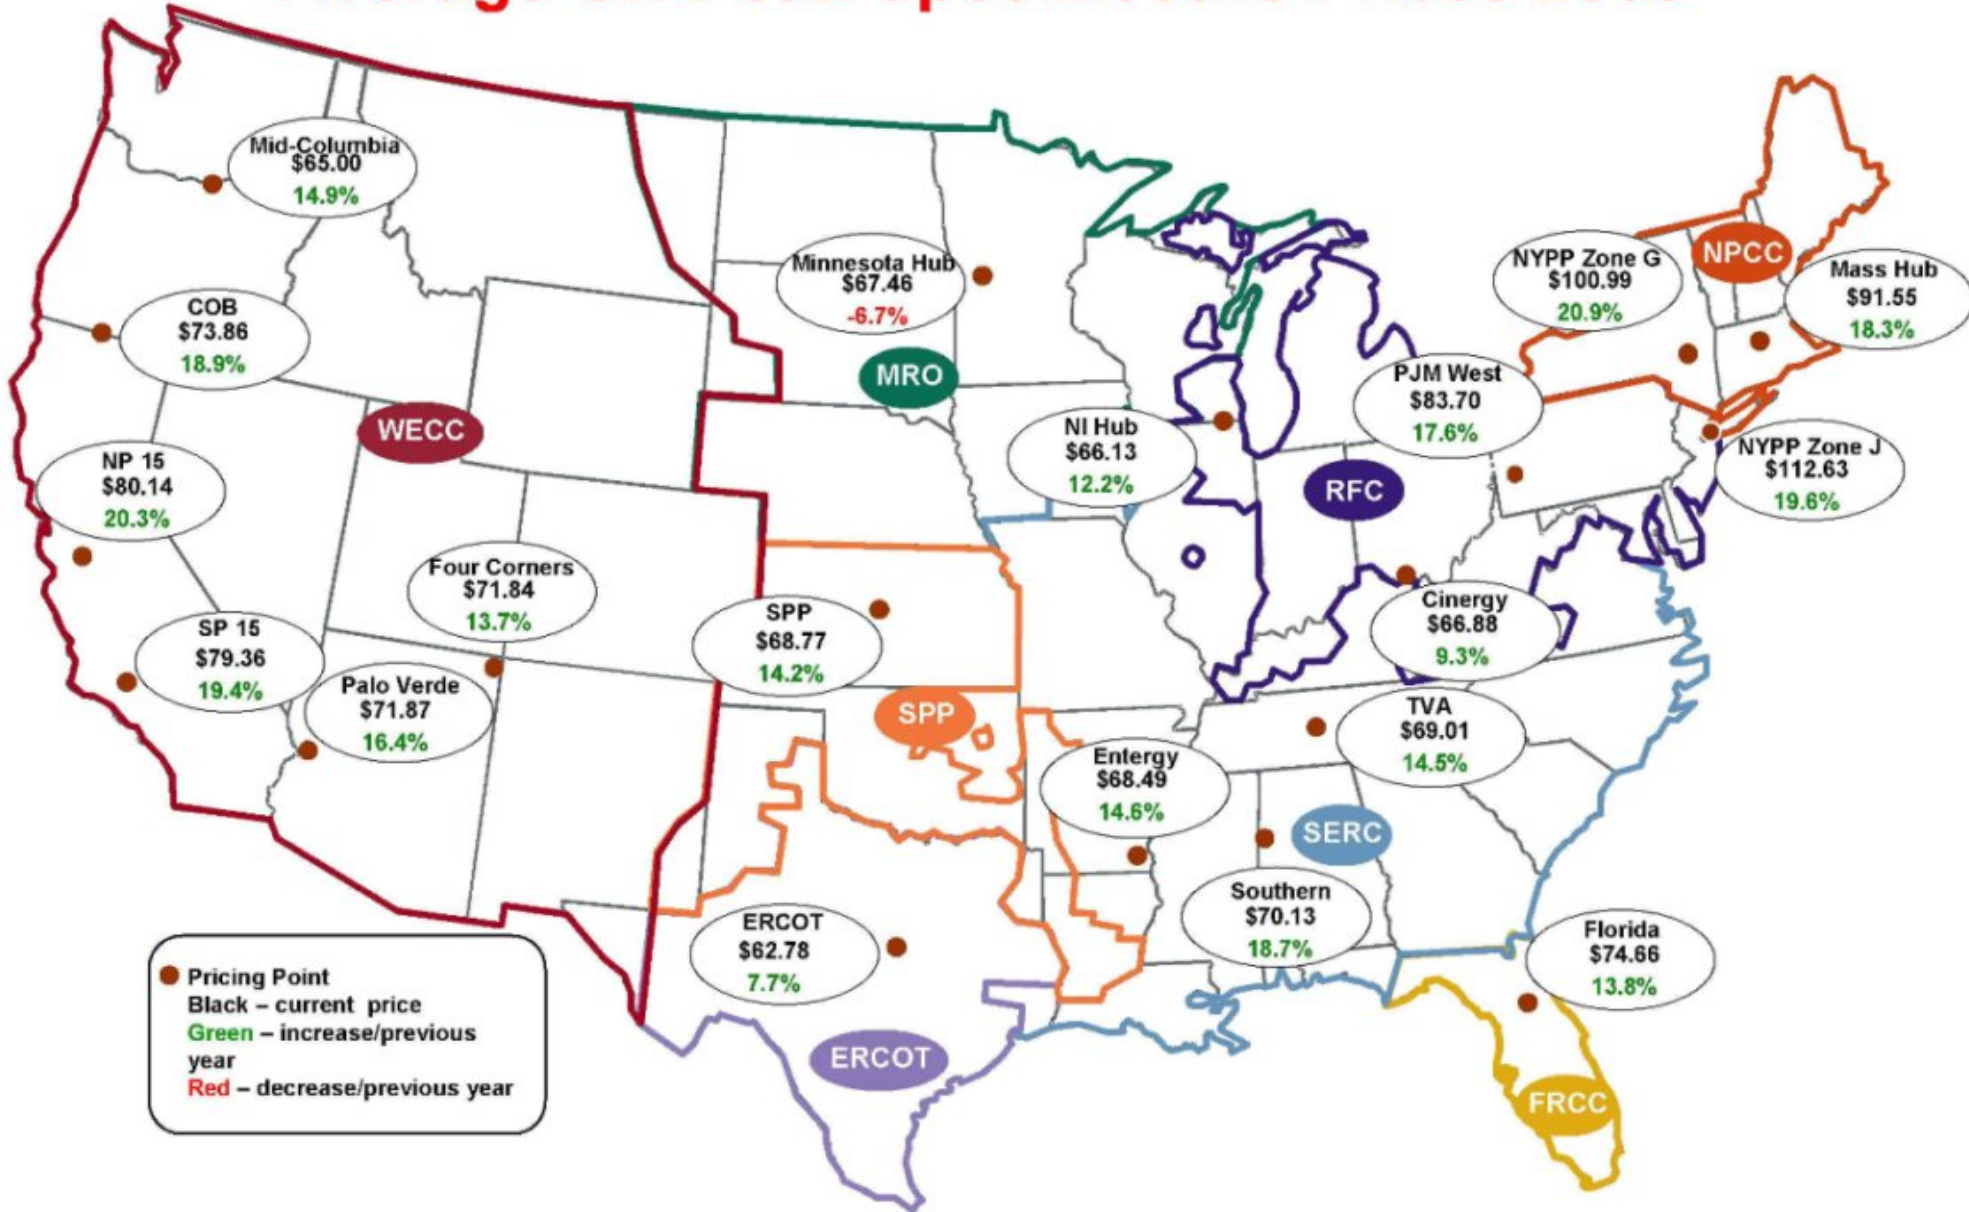 Mid-Columbia
$65.00
14.9%
Minnesota Hub
$67.46
-6.7%
NYPP Zone G
$100.99
20.9%
NPCC
Mass Hub
$91.55
18.3%
COB
$73.86
18.9%
MRO
PJM West
$83.70
17.6%
WECC
NI Hub
$66.13
12.2%
NYPP Zone J
$112.63
19.6%
NP 15
$80.14
20.3%
RFC
Four Corners
$71.84
13.7%
SPP
$68.77
14.2%
Cinergy
$66.88
9.3%
SP 15
$79.36
19.4%
Palo Verde
$71.87
16.4%
SPP
TVA
$69.01
14.5%
Entergy
$68.49
14.6%
SERC
Southern
$70.13
18.7%
ERCOT
$62.78
7.7%
Florida
$74.66
13.8%
ERCOT
FRCC
Pricing Point
Black – current price
Green – increase/previous
year
Red – decrease/previous year